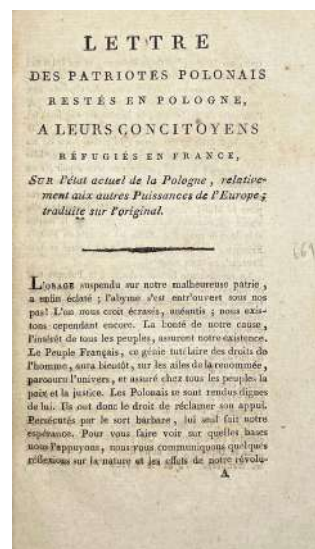 LETTRE
DES PATRIOTES POLONAIS
RESTÉS EN POLOGNE,
A LEURS CONCITOYENS
RÉFUGIÉS EN FRANCE,
SUR l'état actuel de la Pologne, relative-
ment aux autres Puissances de l'Europe;
traduite sur l'original.
L'ORAGE suspendu sur notre malheureuse patrie,
a enfin éclaté; l'abyme s'est entr'ouvert sous nos
pas! L'on nous croit écrasés, anéantis; nous exis-
tons cependant encore. La bonté de notre cause,
l'intérêt de tous les peuples, assurent notre existence.
Le Peuple Français, ce génie tutélaire des droits de
l'homme, aura bientôt, sur les ailes de la renommée,
parcouru l'univers, et assuré chez tous les peuples la
paix et la justice. Les Polonais se sont rendus dignes
de lui. Ils ont donc le droit de réclamer son appui.
Persécutés par le sort barbare, lui seul fait notre
espérance. Pour vous faire voir sur quelles bases
nous l'appuyons, nous vous communiquons quelques
réflexions sur la nature et les effets de notre révolu-
A